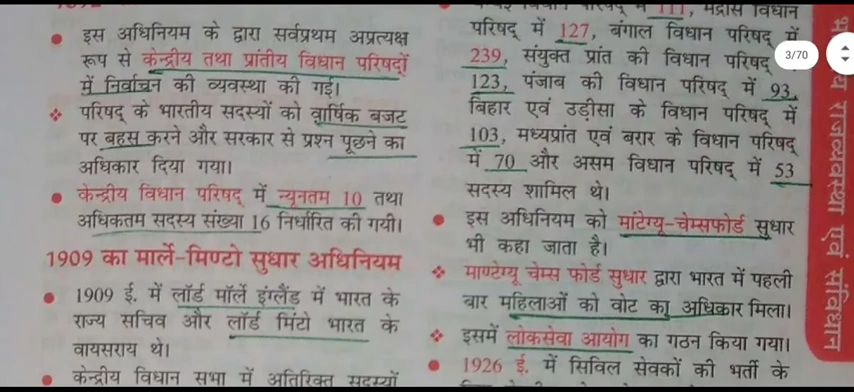 इस अधिनियम के द्वारा सर्वप्रथम अप्रत्यक्ष
रूप से केन्द्रीय तथा प्रांतीय विधान परिषदों
में निर्वाचन की व्यवस्था की गई।
परिषद् के भारतीय सदस्यों को वार्षिक बजट
पर बहस करने और सरकार से प्रश्न पूछने का
अधिकार दिया गया।
केन्द्रीय विधान परिषद् में न्यूनतम 10 तथा
अधिकतम सदस्य संख्या 16 निर्धारित की गयी।
1909 का मार्ले-मिण्टो सुधार अधिनियम
1909 ई. में लॉर्ड मॉर्ले इंग्लैंड में भारत के
राज्य सचिव और लॉर्ड मिंटो भारत के
वायसराय थे।
केन्द्रीय विधान सभा में अतिरिक्त सदस्यों
में 111, मद्रास विधान
परिषद् में 127, बंगाल विधान परिषद् में
239, संयुक्त प्रांत की विधान परिषद्
123, पंजाब की विधान परिषद् में 93,
बिहार एवं उड़ीसा के विधान परिषद् में
103, मध्यप्रांत एवं बरार के विधान परिषद्
में 70 और असम विधान परिषद् में 53
सदस्य शामिल थे।
इस अधिनियम को मांटेग्यू-चेम्सफोर्ड सुधार
भी कहा जाता है।
माण्टेग्यू चेम्स फोर्ड सुधार द्वारा भारत में पहली
बार महिलाओं को वोट का अधिकार मिला।
इसमें लोकसेवा आयोग का गठन किया गया।
1926 ई. में सिविल सेवकों की भर्ती के
3/70
राजव्यवस्था एवं संविधान